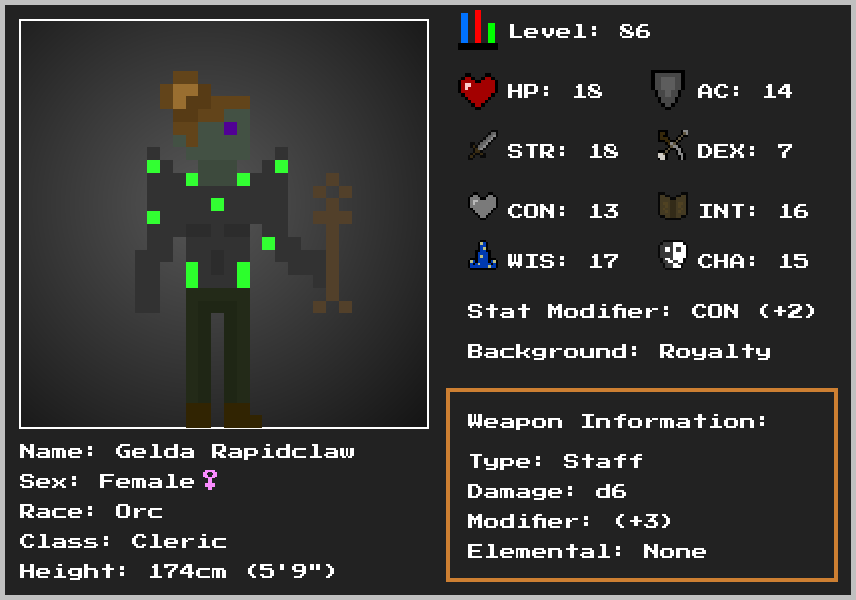 Level: 86
HP: 18
AC: 14
STR: 18
DEX: 7
CON: 13
INT: 16
WIS: 17
CHA: 15
Stat Modifier: CON (+2)
Background: Royalty
Weapon Information:
Type: Staff
Damage: d6
Modifier: (+3)
Elemental: None
Name: Gelda Rapidclaw
Sex: Female♀
Race: Orc
Class: Cleric
Height: 174cm (5'9")